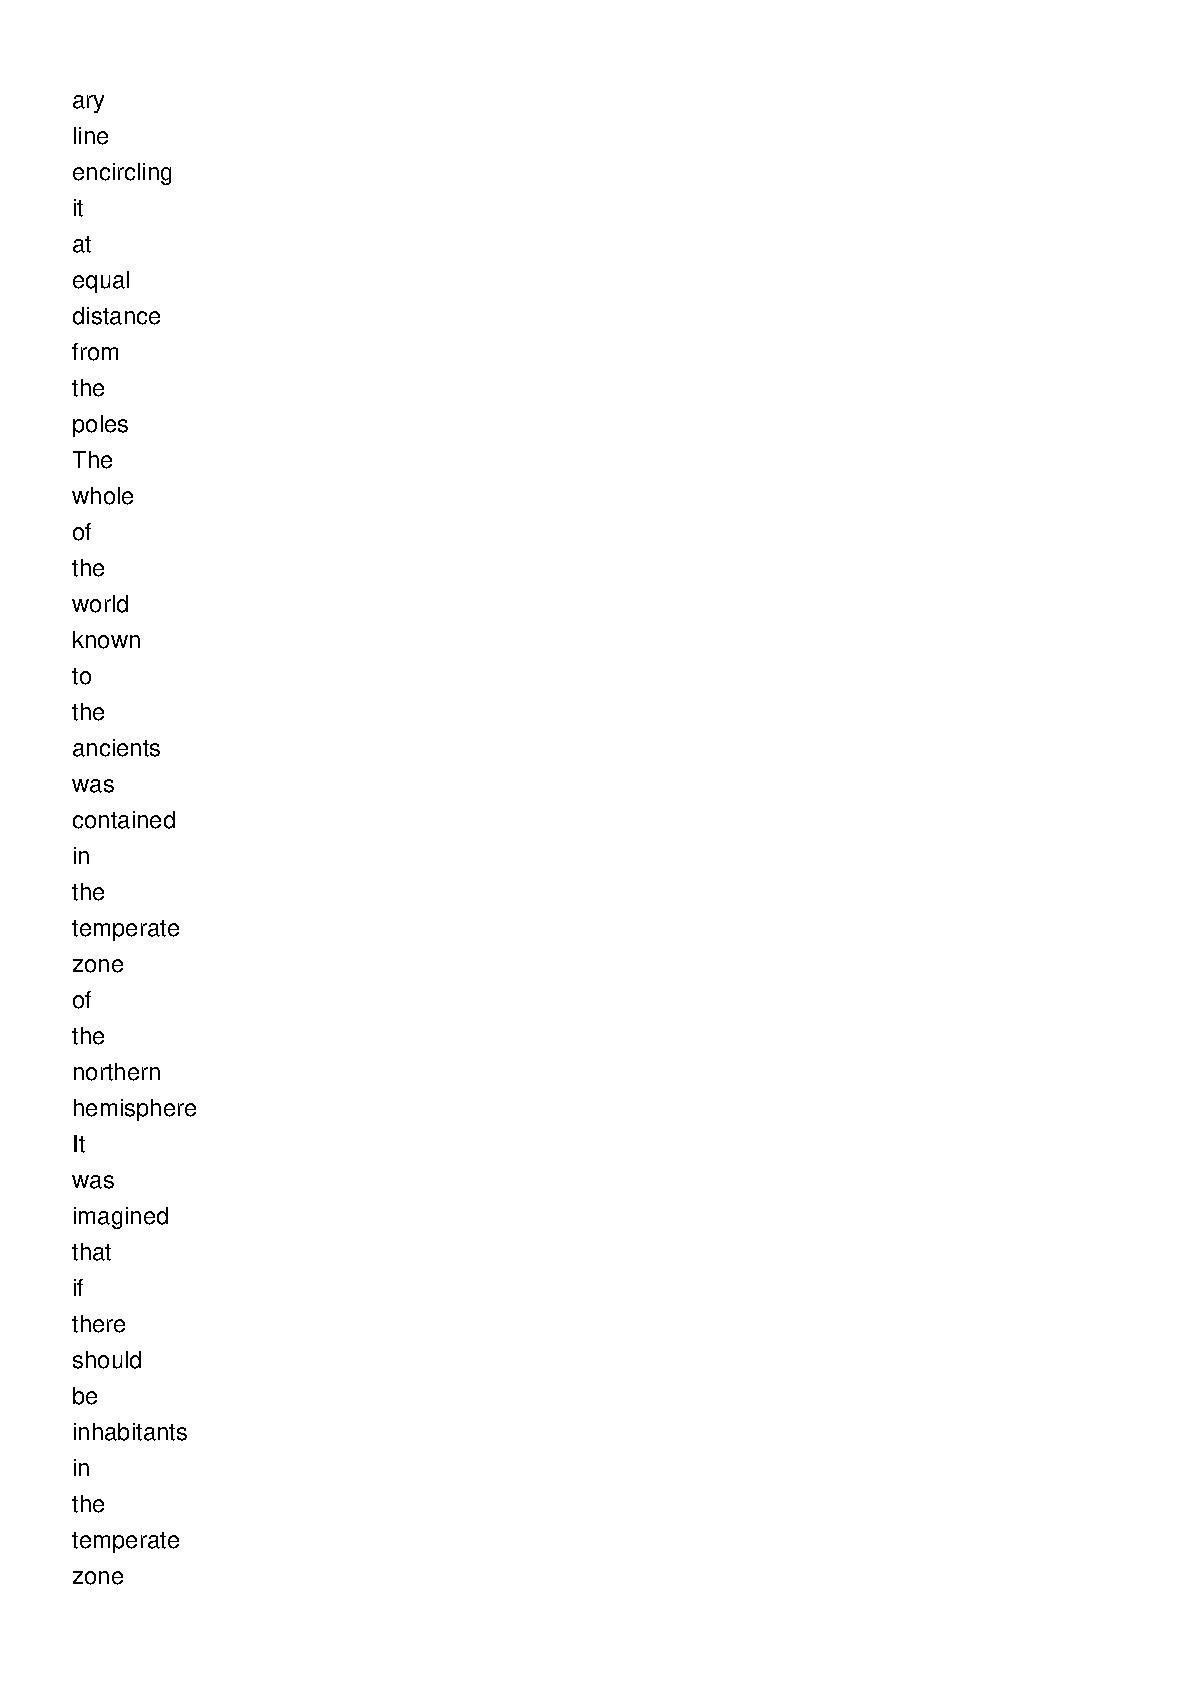 ary
line
encircling
it
at
equal
distance
from
the
poles
The
whole
of
the
world
known
to
the
ancients
was
contained
in
the
temperate
zone
of
the
northern
hemisphere
It
was
imagined
that
if
there
should
be
inhabitants
in
the
temperate
zone